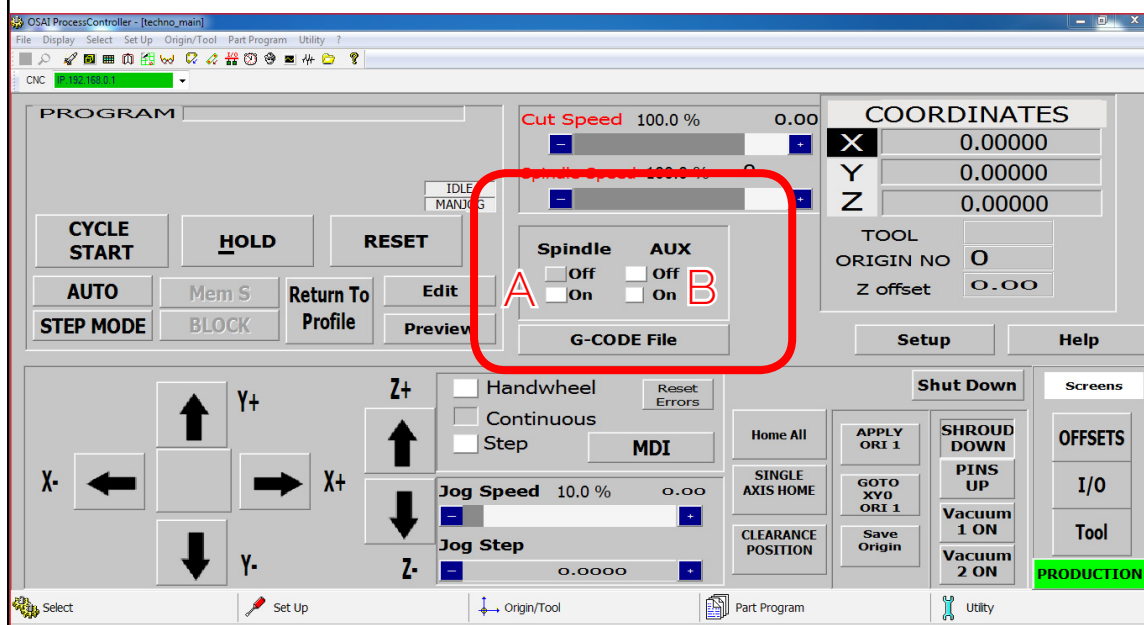 OSAI ProcessController - [techno_main]
File Display Select Set Up Origin/Tool Part Program Utility ?
CNC IP 192.168.0.1
PROGRAM
IDLE
MANJOG
CYCLE
START
HOLD
RESET
AUTO
Mem S
Return To
Profile
Edit
STEP MODE
BLOCK
Preview
Cut Speed 100.0 % 0.00
- +
Spindle Speed 100.0 % 0
- +
Spindle AUX
Off Off
On On
A B
G-CODE File
COORDINATES
X 0.00000
Y 0.00000
Z 0.00000
TOOL
ORIGIN NO 0
Z offset 0.00
Setup
Help
Y+
X-
X+
Y-
Z+
Z-
Handwheel
Continuous
Step
Reset
Errors
MDI
Jog Speed 10.0 % 0.00
- +
Jog Step
- 0.0000 +
Home All
SINGLE
AXIS HOME
CLEARANCE
POSITION
APPLY
ORI 1
GOTO
XY0
ORI 1
Save
Origin
Shut Down
SHROUD
DOWN
PINS
UP
Vacuum
1 ON
Vacuum
2 ON
Screens
OFFSETS
I/O
Tool
PRODUCTION
Select Set Up Origin/Tool Part Program Utility